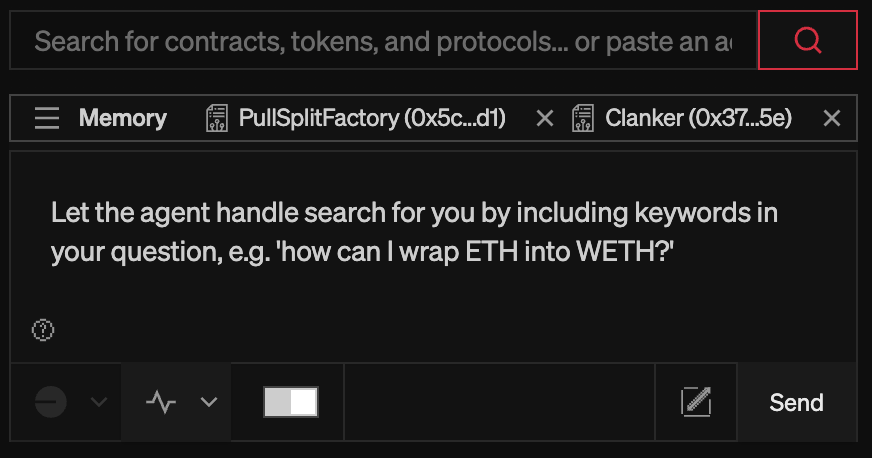 Search for contracts, tokens, and protocols... or paste an
Memory PullSplitFactory (0x5c...d1) Clanker (0x37...5e)
Let the agent handle search for you by including keywords in
your question, e.g. 'how can I wrap ETH into WETH?'
Send